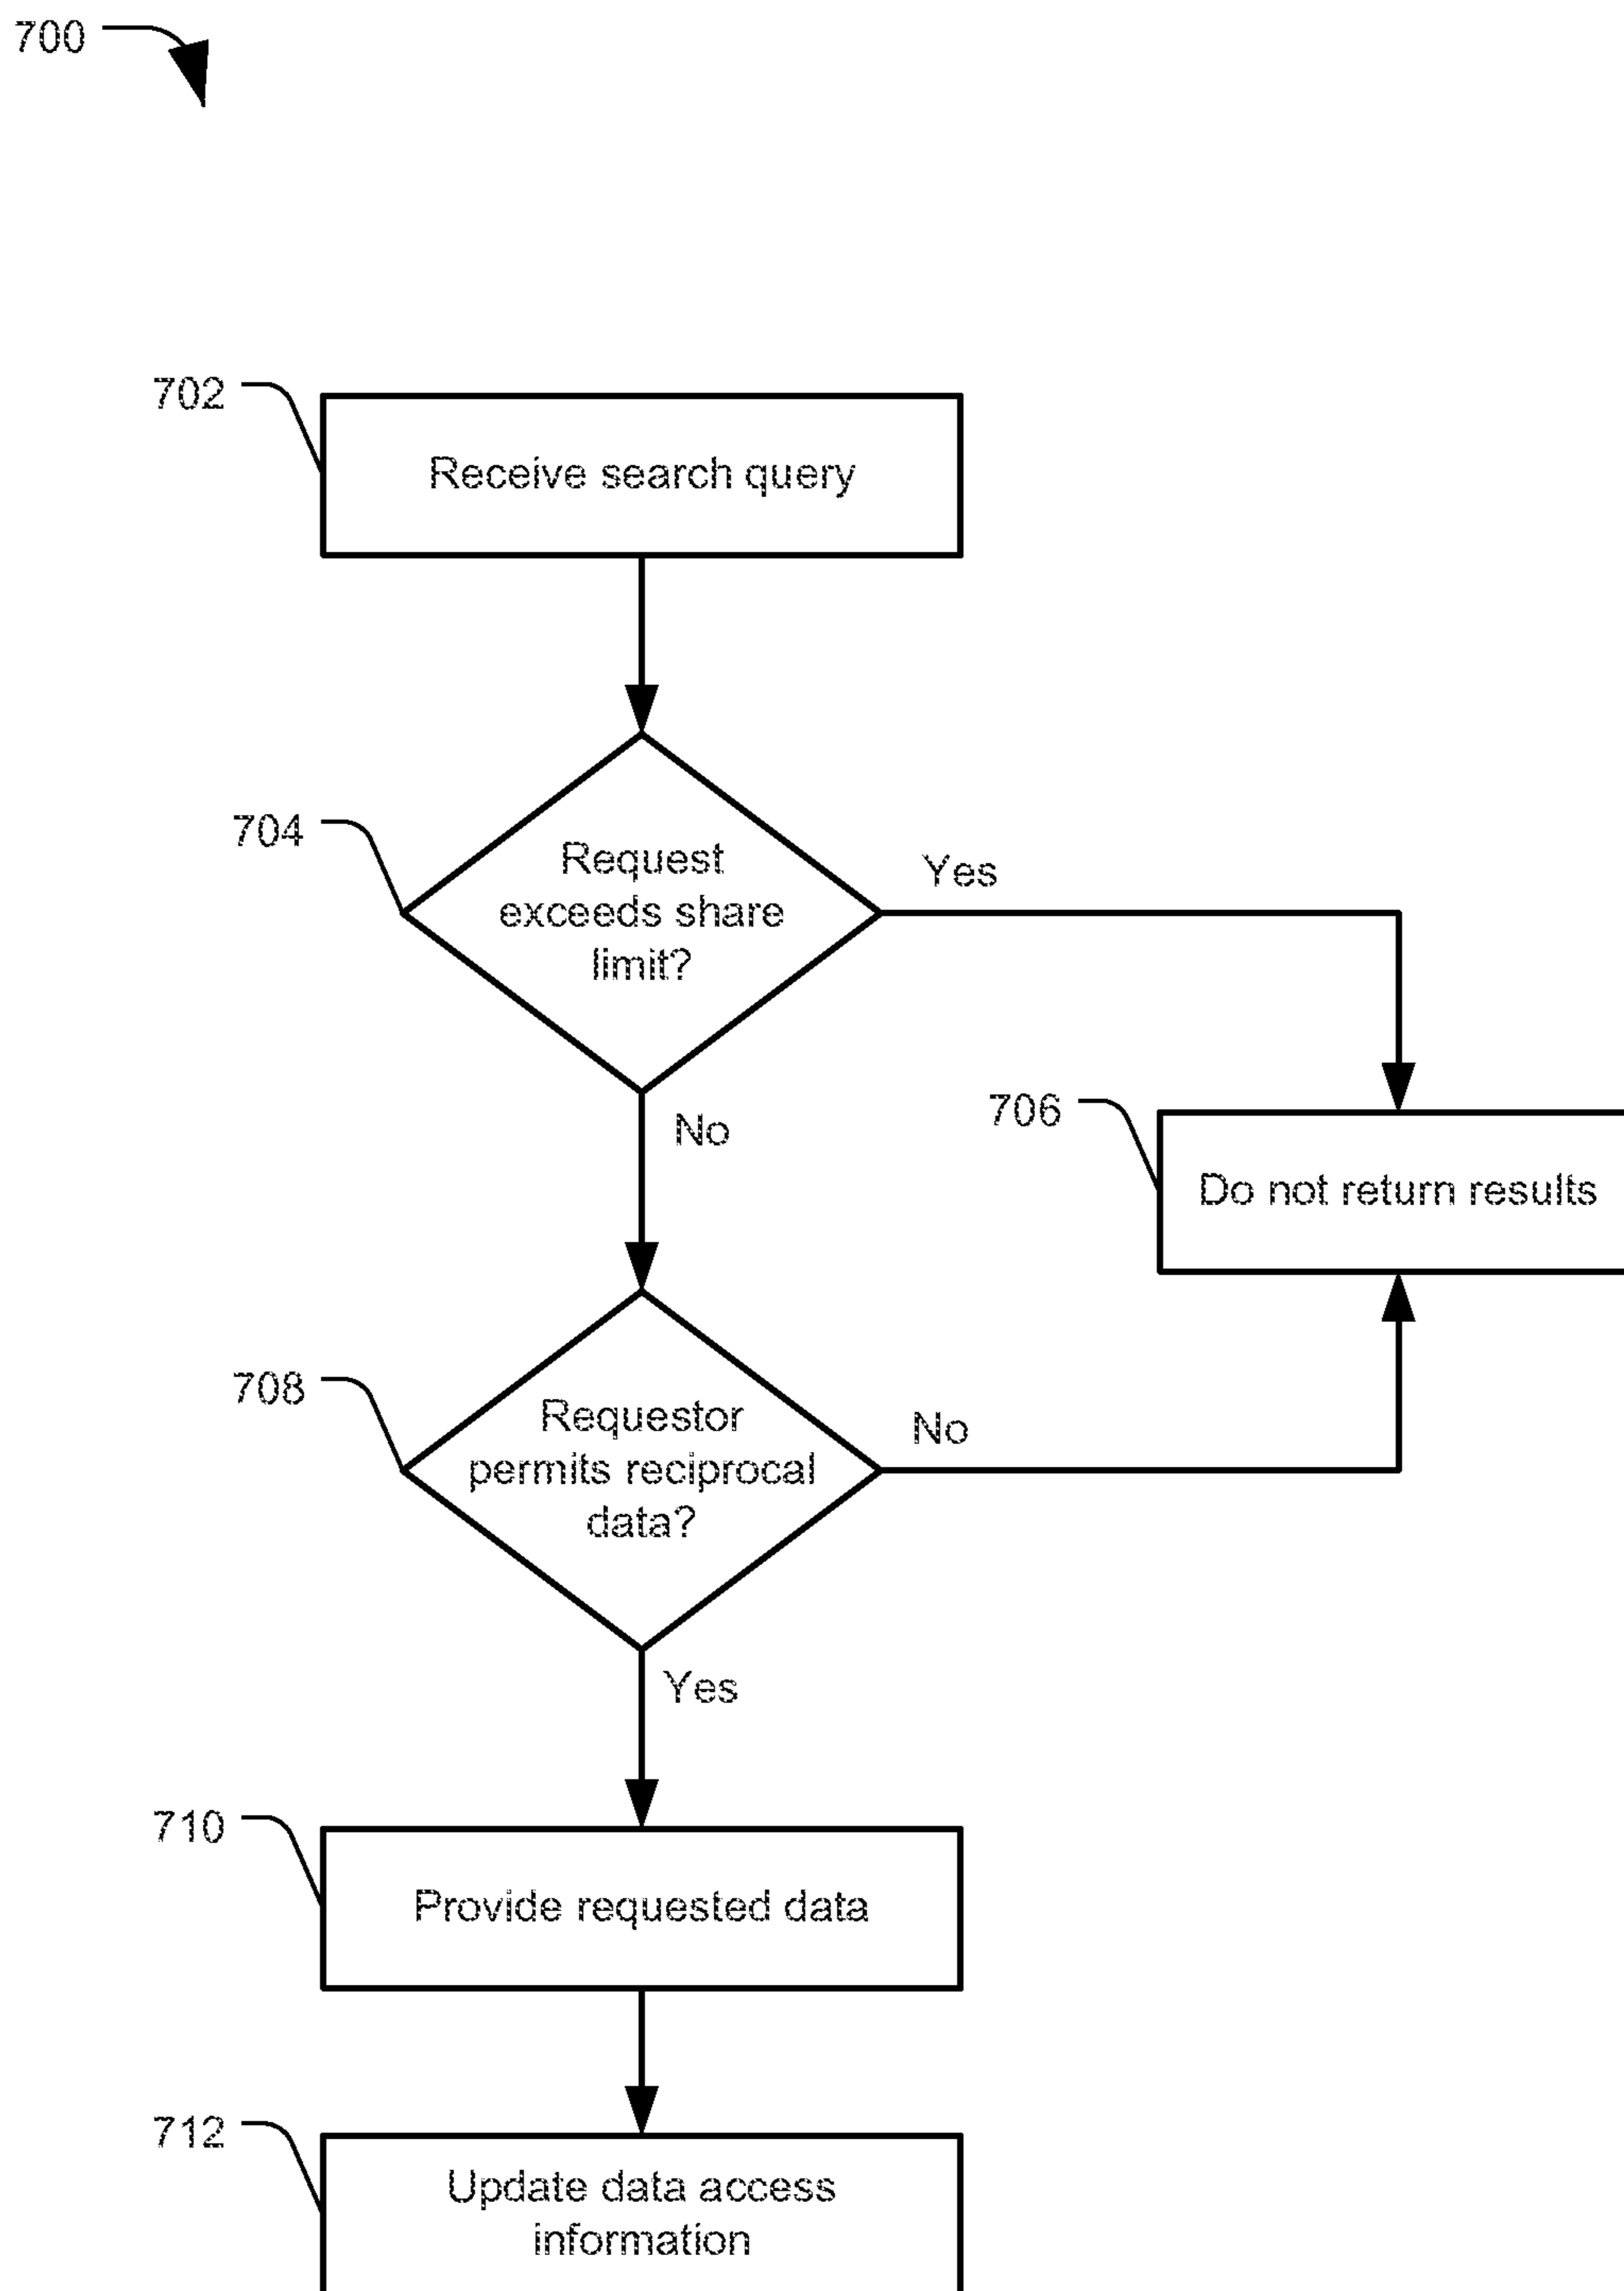 700
702
Receive search query
704
Request
exceeds share
limit?
Yes
No
706
Do not return results
708
Requestor
permits reciprocal
data?
No
Yes
710
Provide requested data
712
Update data access
information